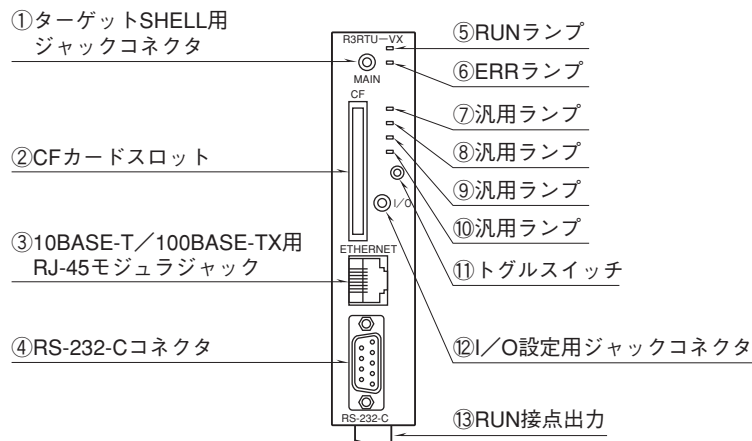 ①ターゲットSHELL用
ジャックコネクタ
②CFカードスロット
③10BASE-T／100BASE-TX用
RJ-45モジュラジャック
④RS-232-Cコネクタ
R3RTU－VX
MAIN
CF
I／O
ETHERNET
RS-232-C
⑤RUNランプ
⑥ERRランプ
⑦汎用ランプ
⑧汎用ランプ
⑨汎用ランプ
⑩汎用ランプ
⑪トグルスイッチ
⑫I／O設定用ジャックコネクタ
⑬RUN接点出力